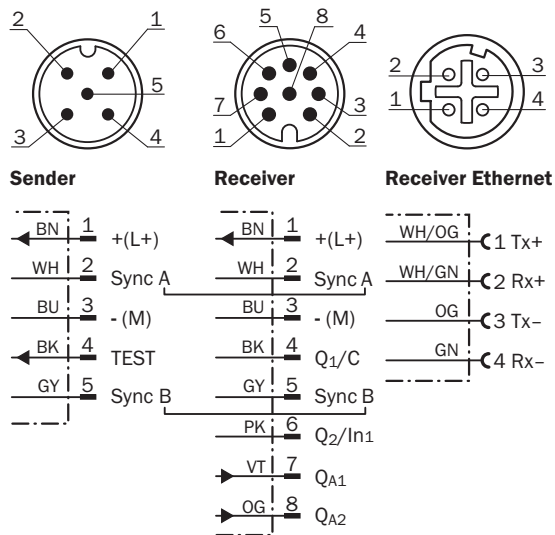 2 1
5
3 4
5 8
6 4
7 3
1 2
2 3
1 4
Sender
BN 1 +(L+)
WH 2 Sync A
BU 3 - (M)
BK 4 TEST
GY 5 Sync B
Receiver
BN 1 +(L+)
WH 2 Sync A
BU 3 - (M)
BK 4 Q1/C
GY 5 Sync B
PK 6 Q2/In1
VT 7 QA1
OG 8 QA2
Receiver Ethernet
WH/OG 1 Tx+
WH/GN 2 Rx+
OG 3 Tx–
GN 4 Rx–